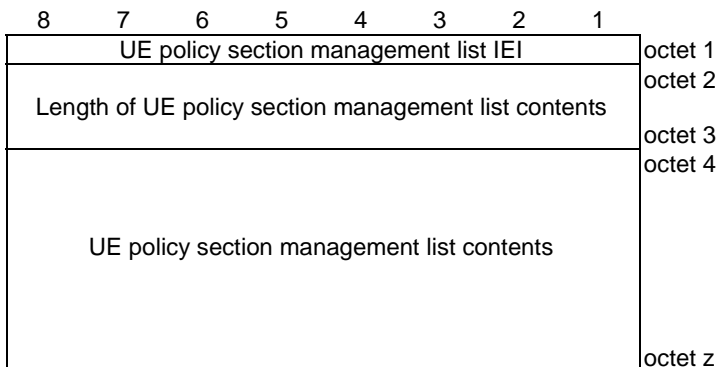 8 7 6 5 4 3 2 1
UE policy section management list IEI octet 1
octet 2
Length of UE policy section management list contents
octet 3
octet 4
UE policy section management list contents
octet z